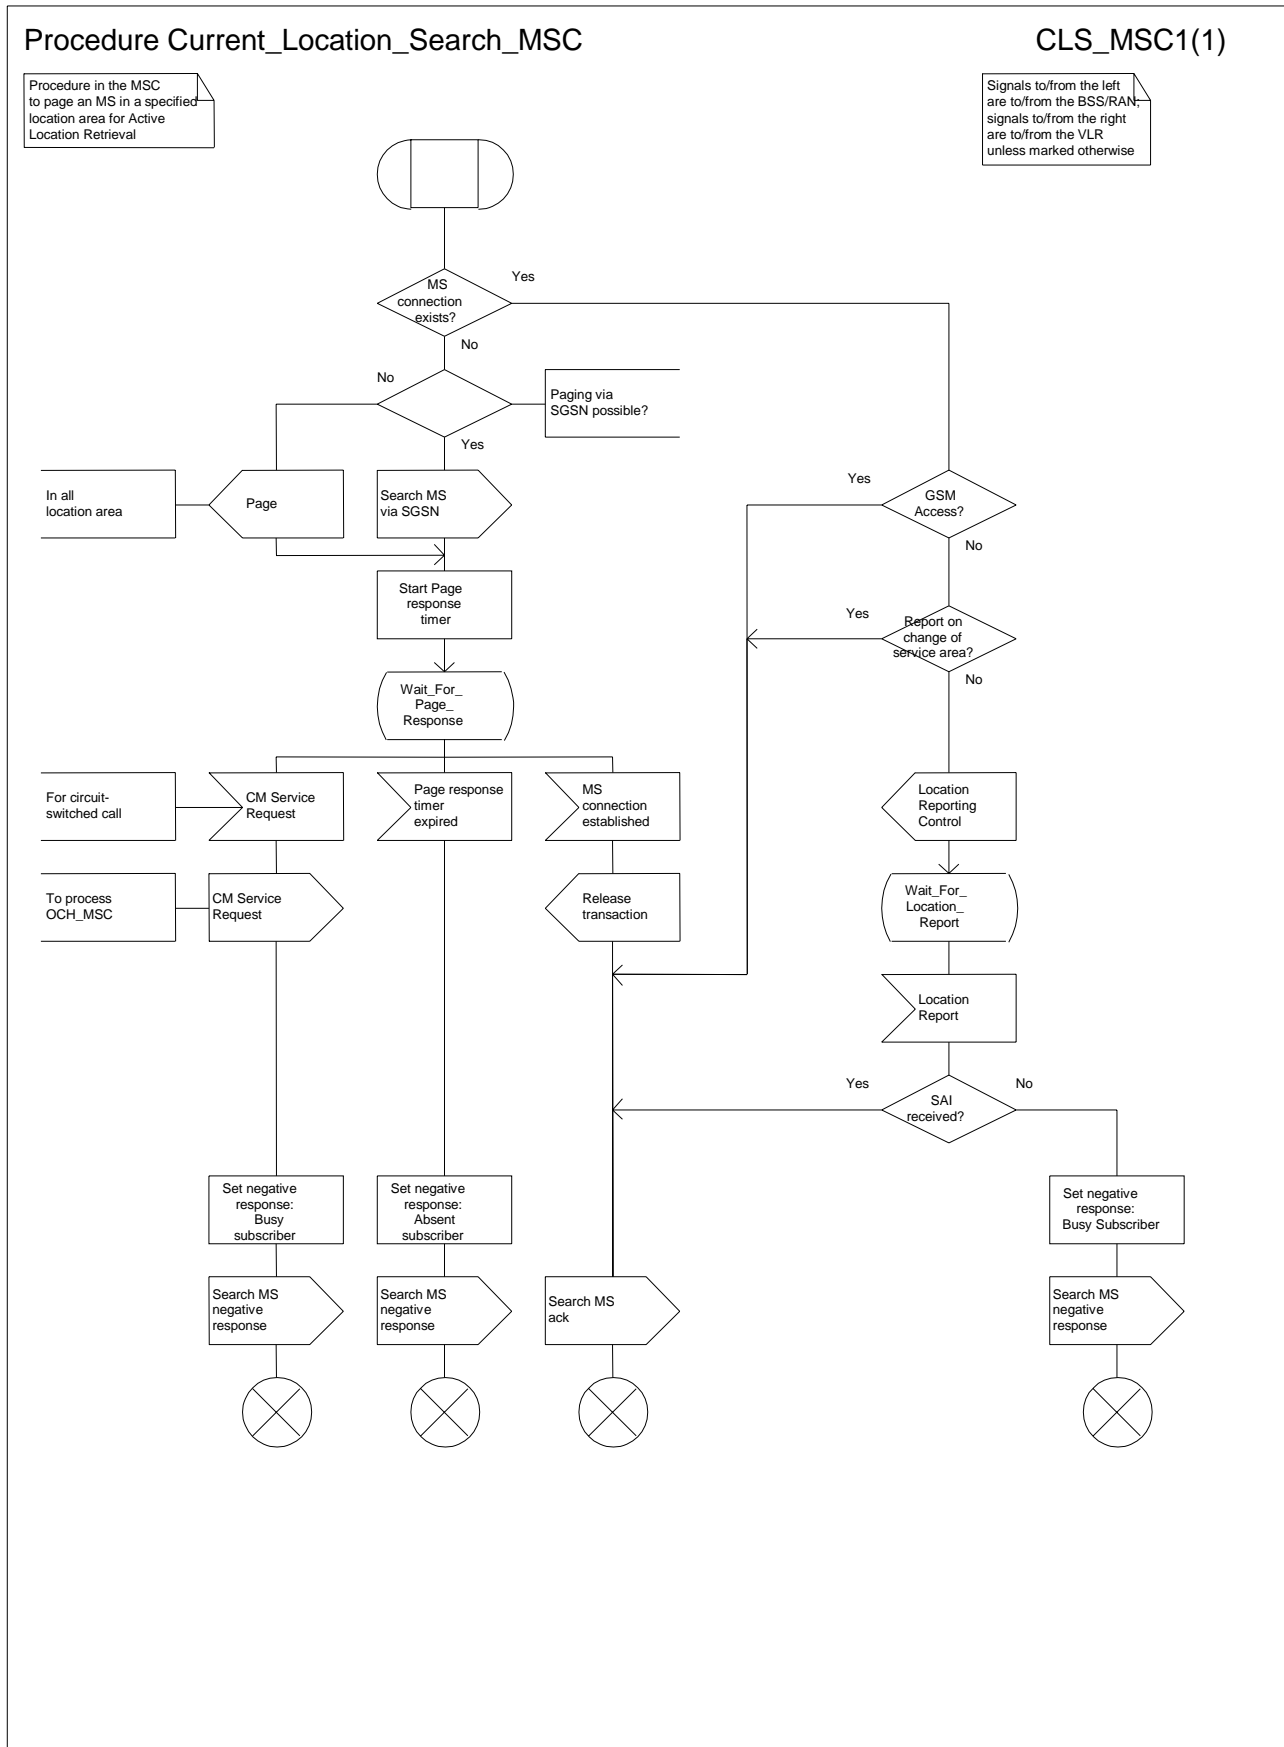 Procedure Current_Location_Search_MSC
CLS_MSC1(1)
Procedure in the MSC
to page an MS in a specified
location area for Active
Location Retrieval
Signals to/from the left
are to/from the BSS/RAN;
signals to/from the right
are to/from the VLR
unless marked otherwise
MS
connection
exists?
Yes
No
No
Paging via
SGSN possible?
Yes
In all
location area
Page
Search MS
via SGSN
Yes
GSM
Access?
No
Start Page
response
timer
Yes
Report on
change of
service area?
No
Wait_For_
Page_
Response
For circuit-
switched call
CM Service
Request
Page response
timer
expired
MS
connection
established
Location
Reporting
Control
To process
OCH_MSC
CM Service
Request
Release
transaction
Wait_For_
Location_
Report
Location
Report
Yes
SAI
received?
No
Set negative
response:
Busy
subscriber
Set negative
response:
Absent
subscriber
Set negative
response:
Busy Subscriber
Search MS
negative
response
Search MS
negative
response
Search MS
ack
Search MS
negative
response